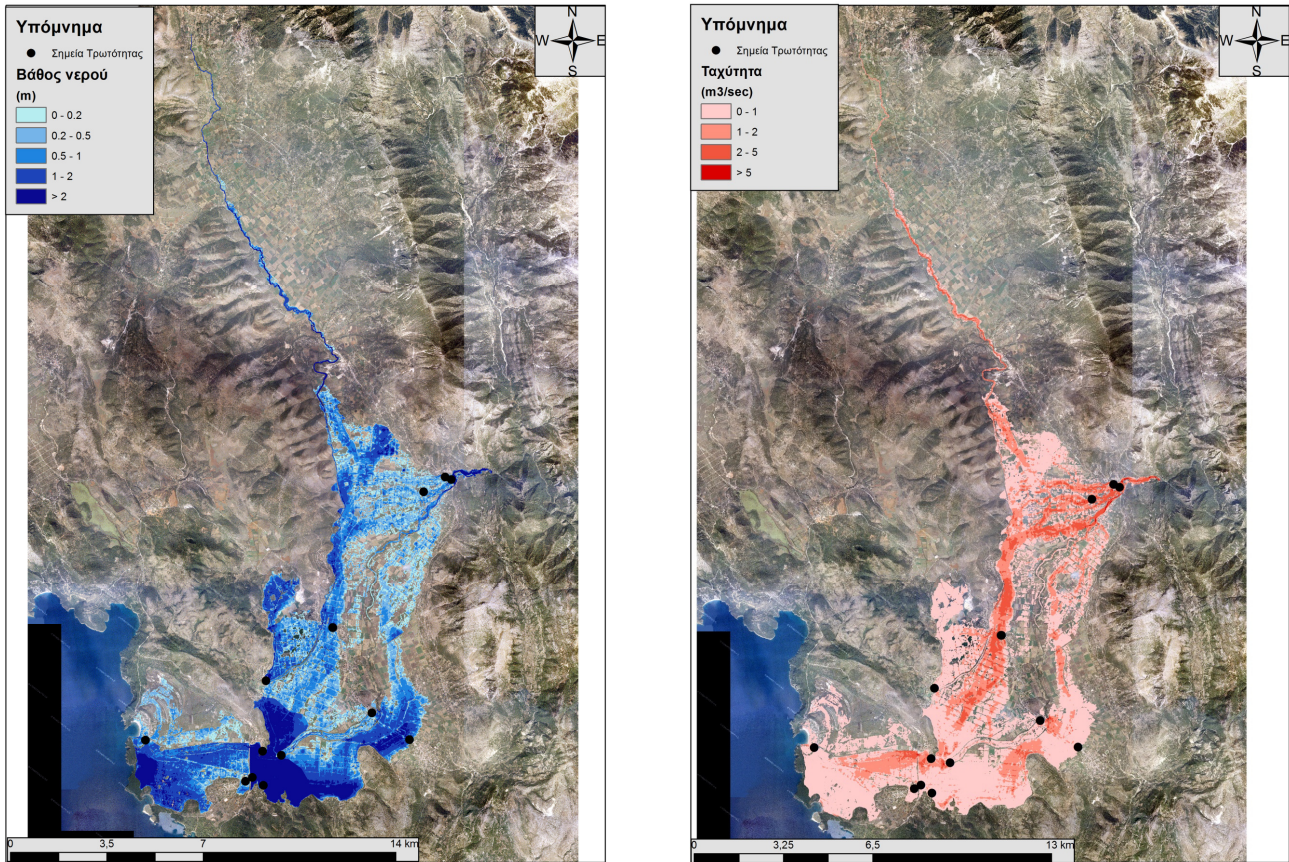 Υπόμνημα
Σημεία Τρωτότητας
Βάθος νερού
(m)
0 - 0.2
0.2 - 0.5
0.5 - 1
1 - 2
> 2
N
W E
S
0 3,5 7 14 km
Υπόμνημα
Σημεία Τρωτότητας
Ταχύτητα
(m3/sec)
0 - 1
1 - 2
2 - 5
> 5
N
W E
S
0 3,25 6,5 13 km